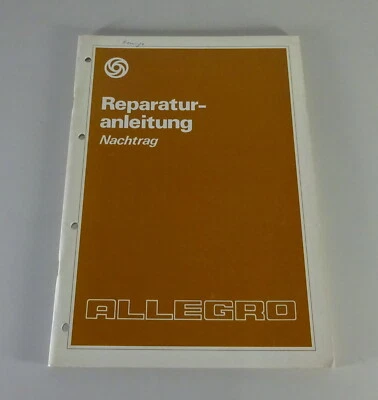 Reparatur-
anleitung
Nachtrag
ALLEGRO